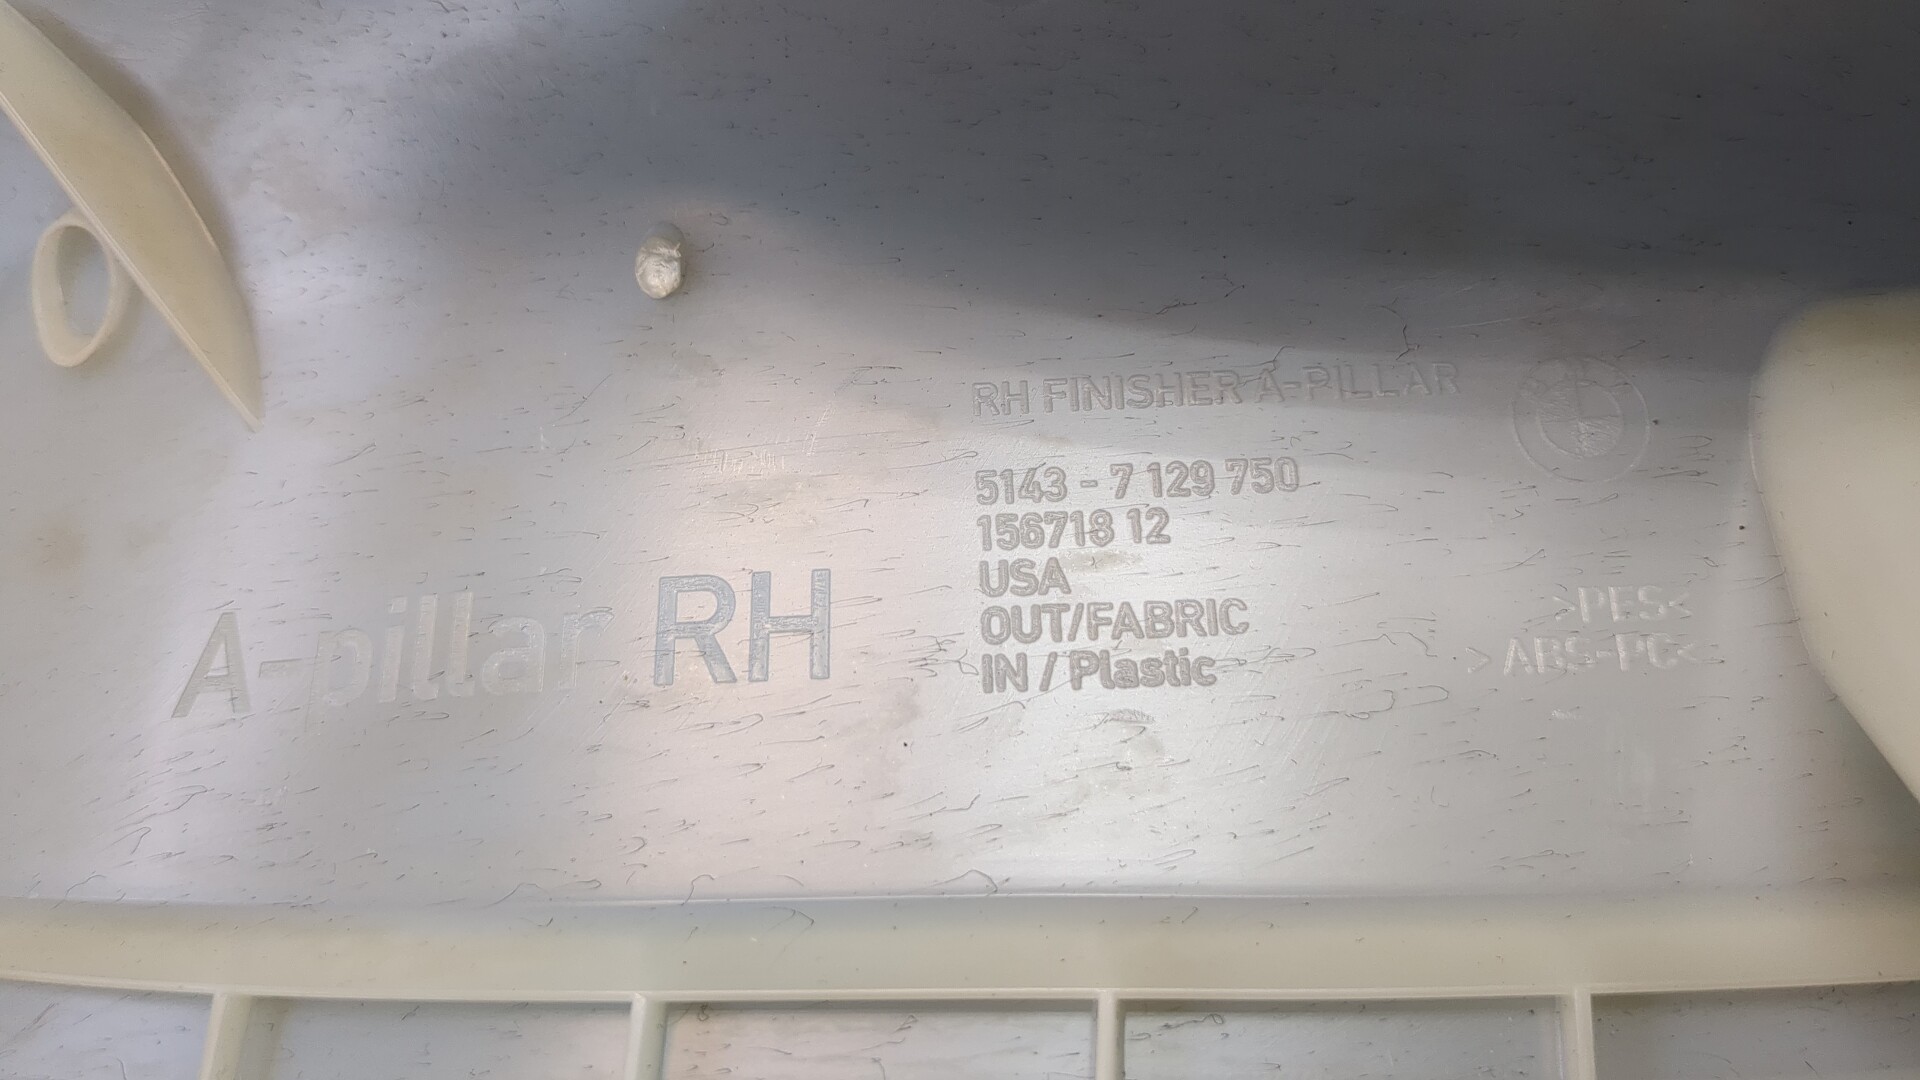 RH FINISHER A-PILLAR
5143 - 7 129 750
156718 12
USA
OUT/FABRIC
IN / Plastic
A-pillar RH
>PES<
>ABS-PC<